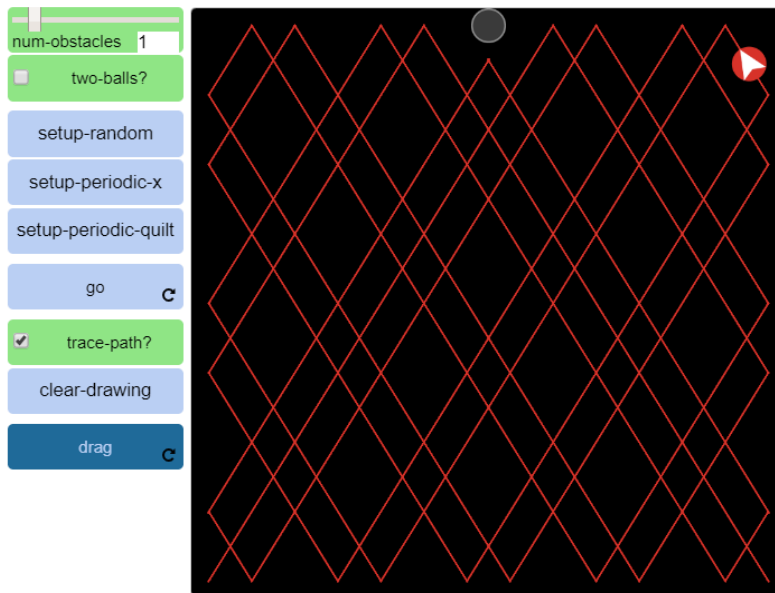 num-obstacles 1
two-balls?
setup-random
setup-periodic-x
setup-periodic-quilt
go
trace-path?
clear-drawing
drag